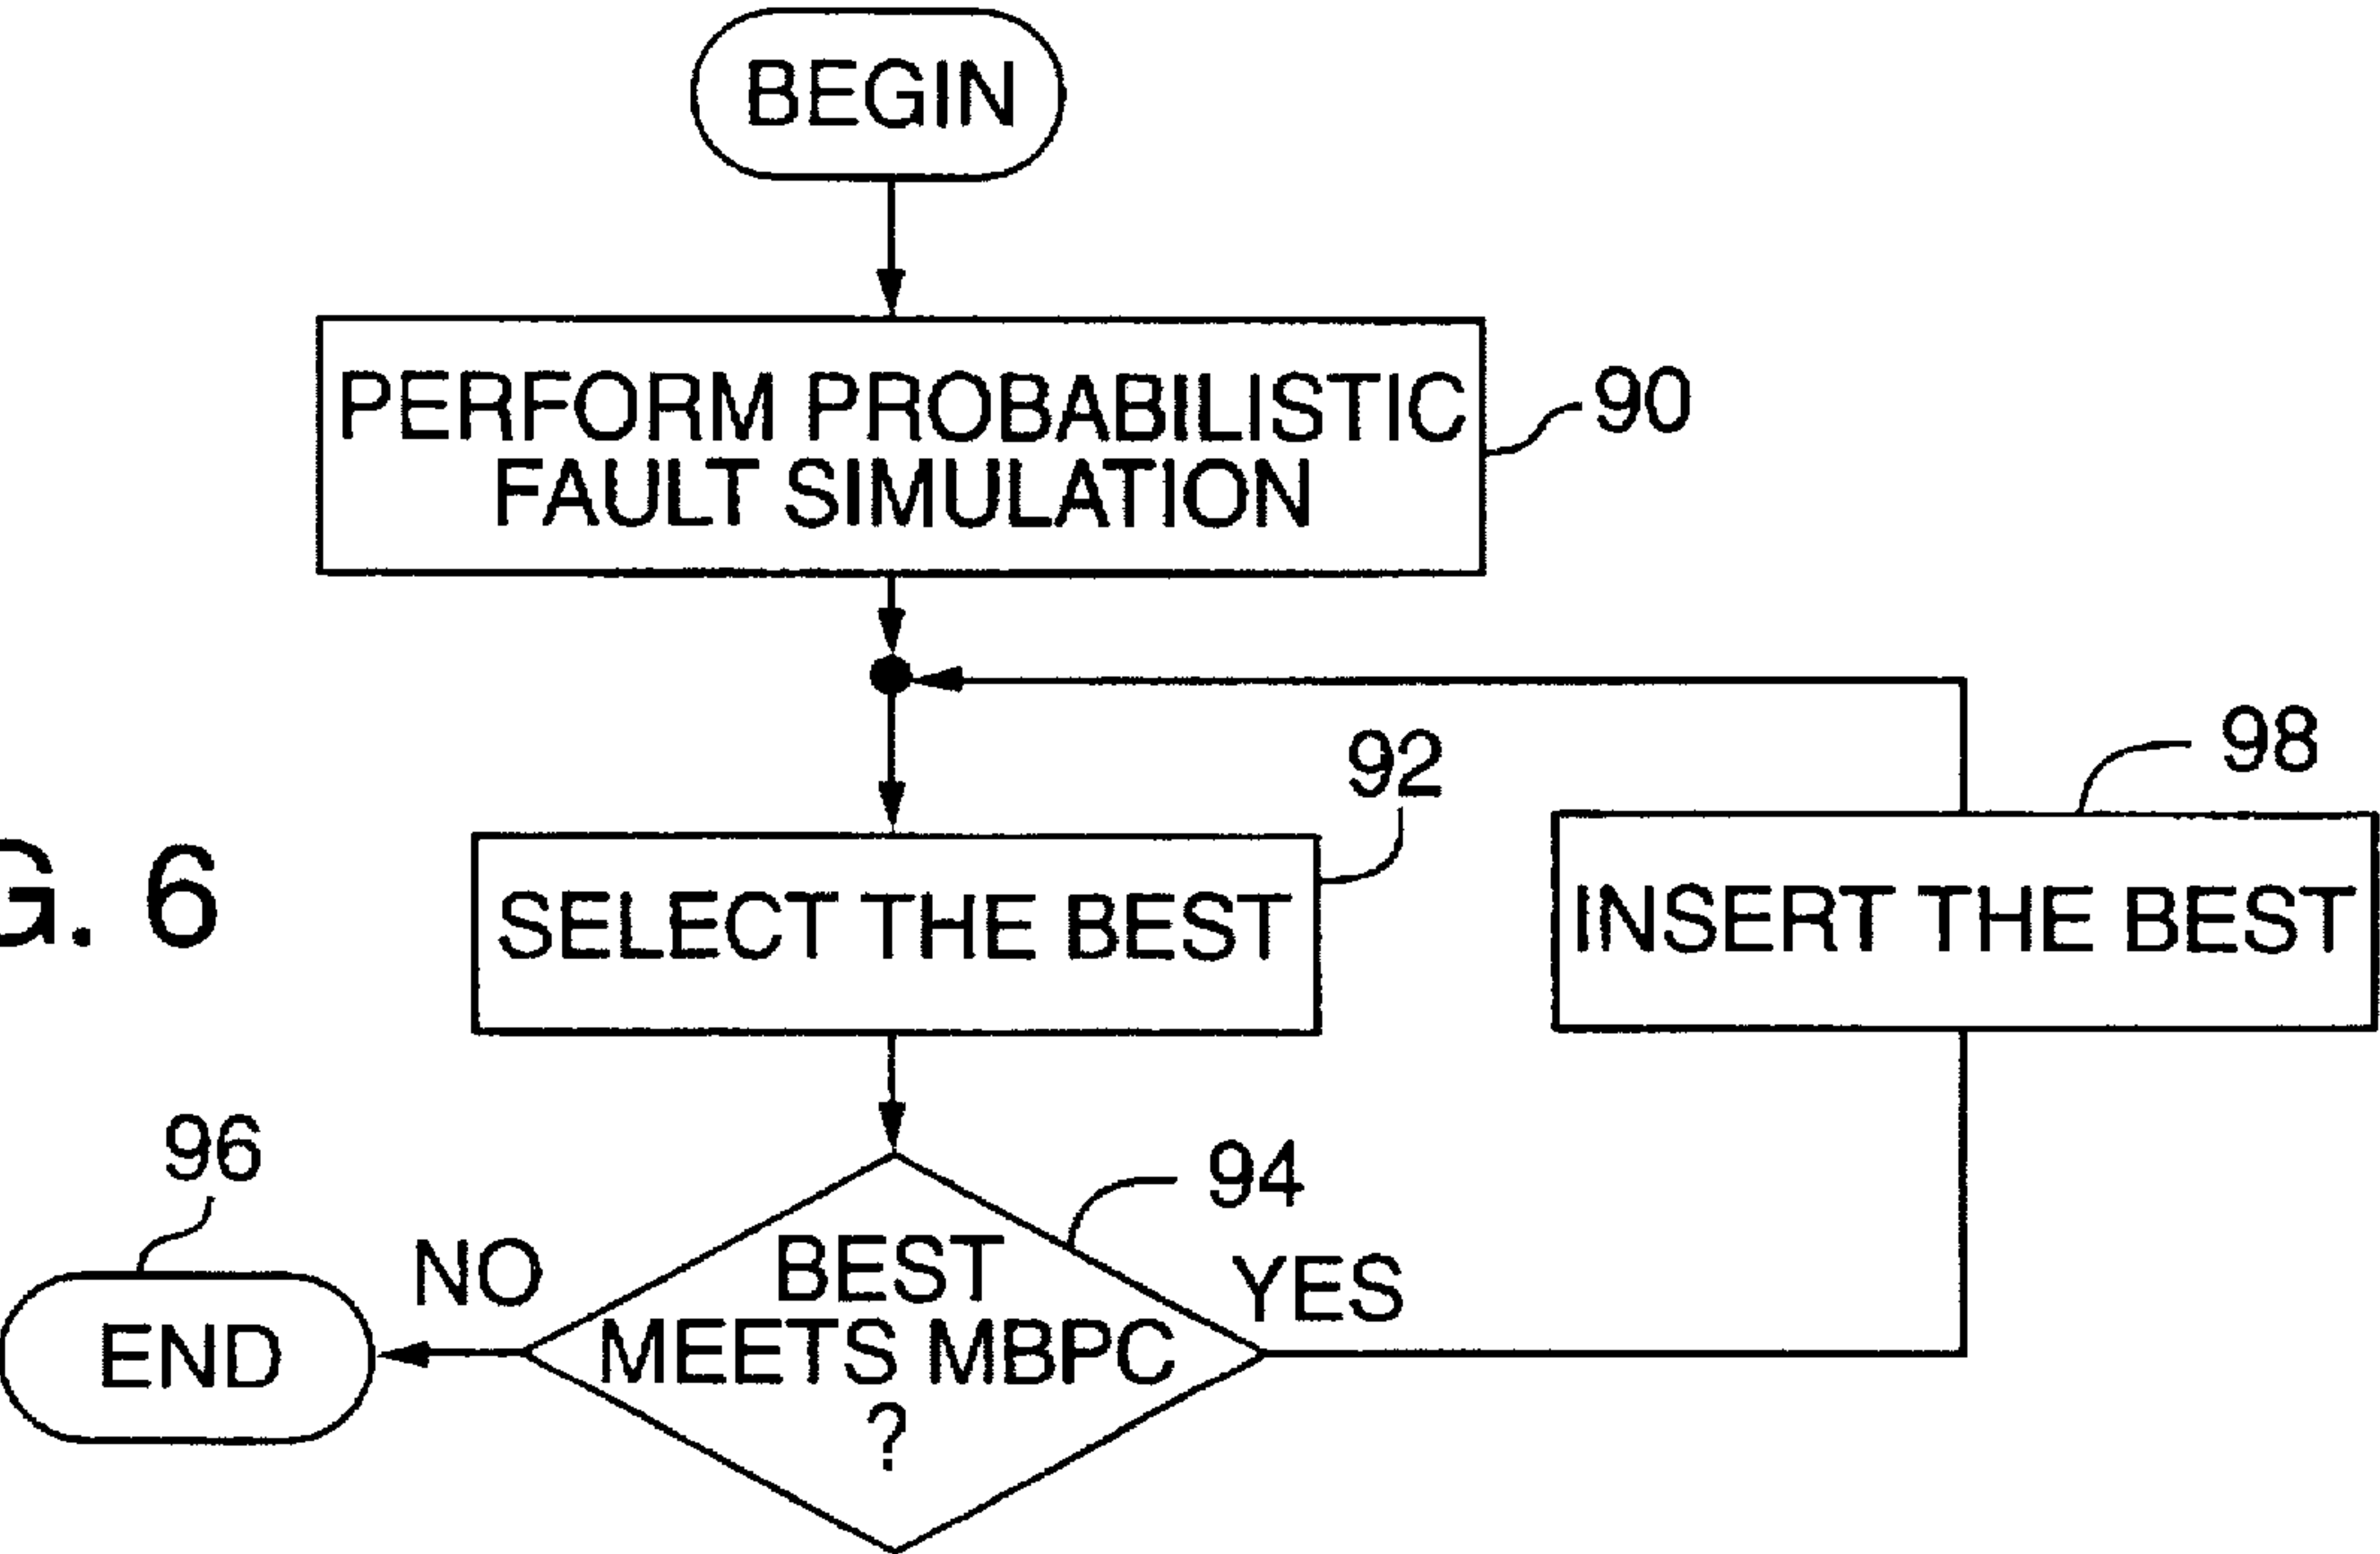 BEGIN
PERFORM PROBABILISTIC
FAULT SIMULATION
90
92
98
G. 6
SELECT THE BEST
INSERT THE BEST
96
94
NO
BEST
MEETS MBPC
?
YES
END